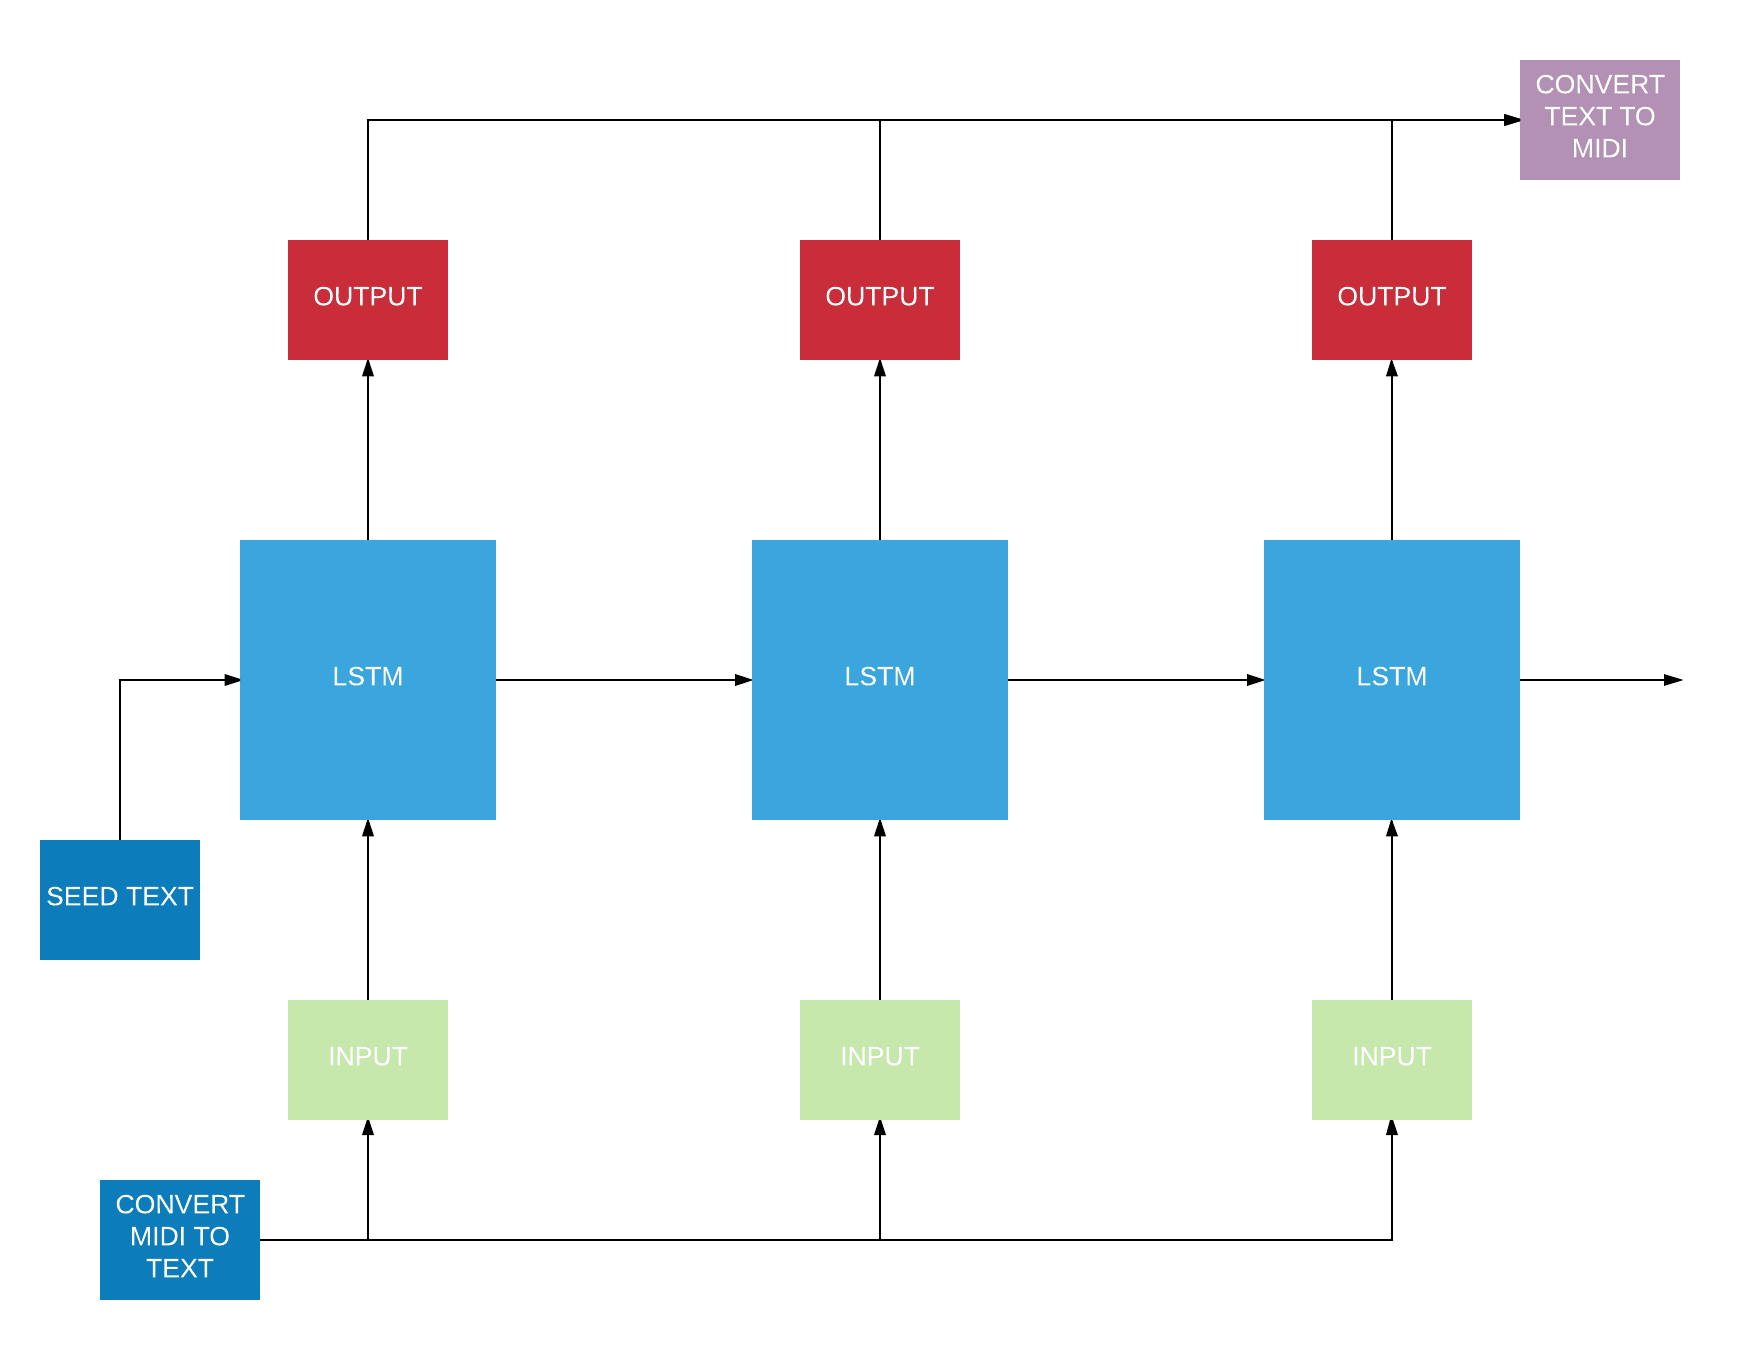 CONVERT
TEXT TO
MIDI
OUTPUT
OUTPUT
OUTPUT
LSTM
LSTM
LSTM
SEED TEXT
INPUT
INPUT
INPUT
CONVERT
MIDI TO
TEXT